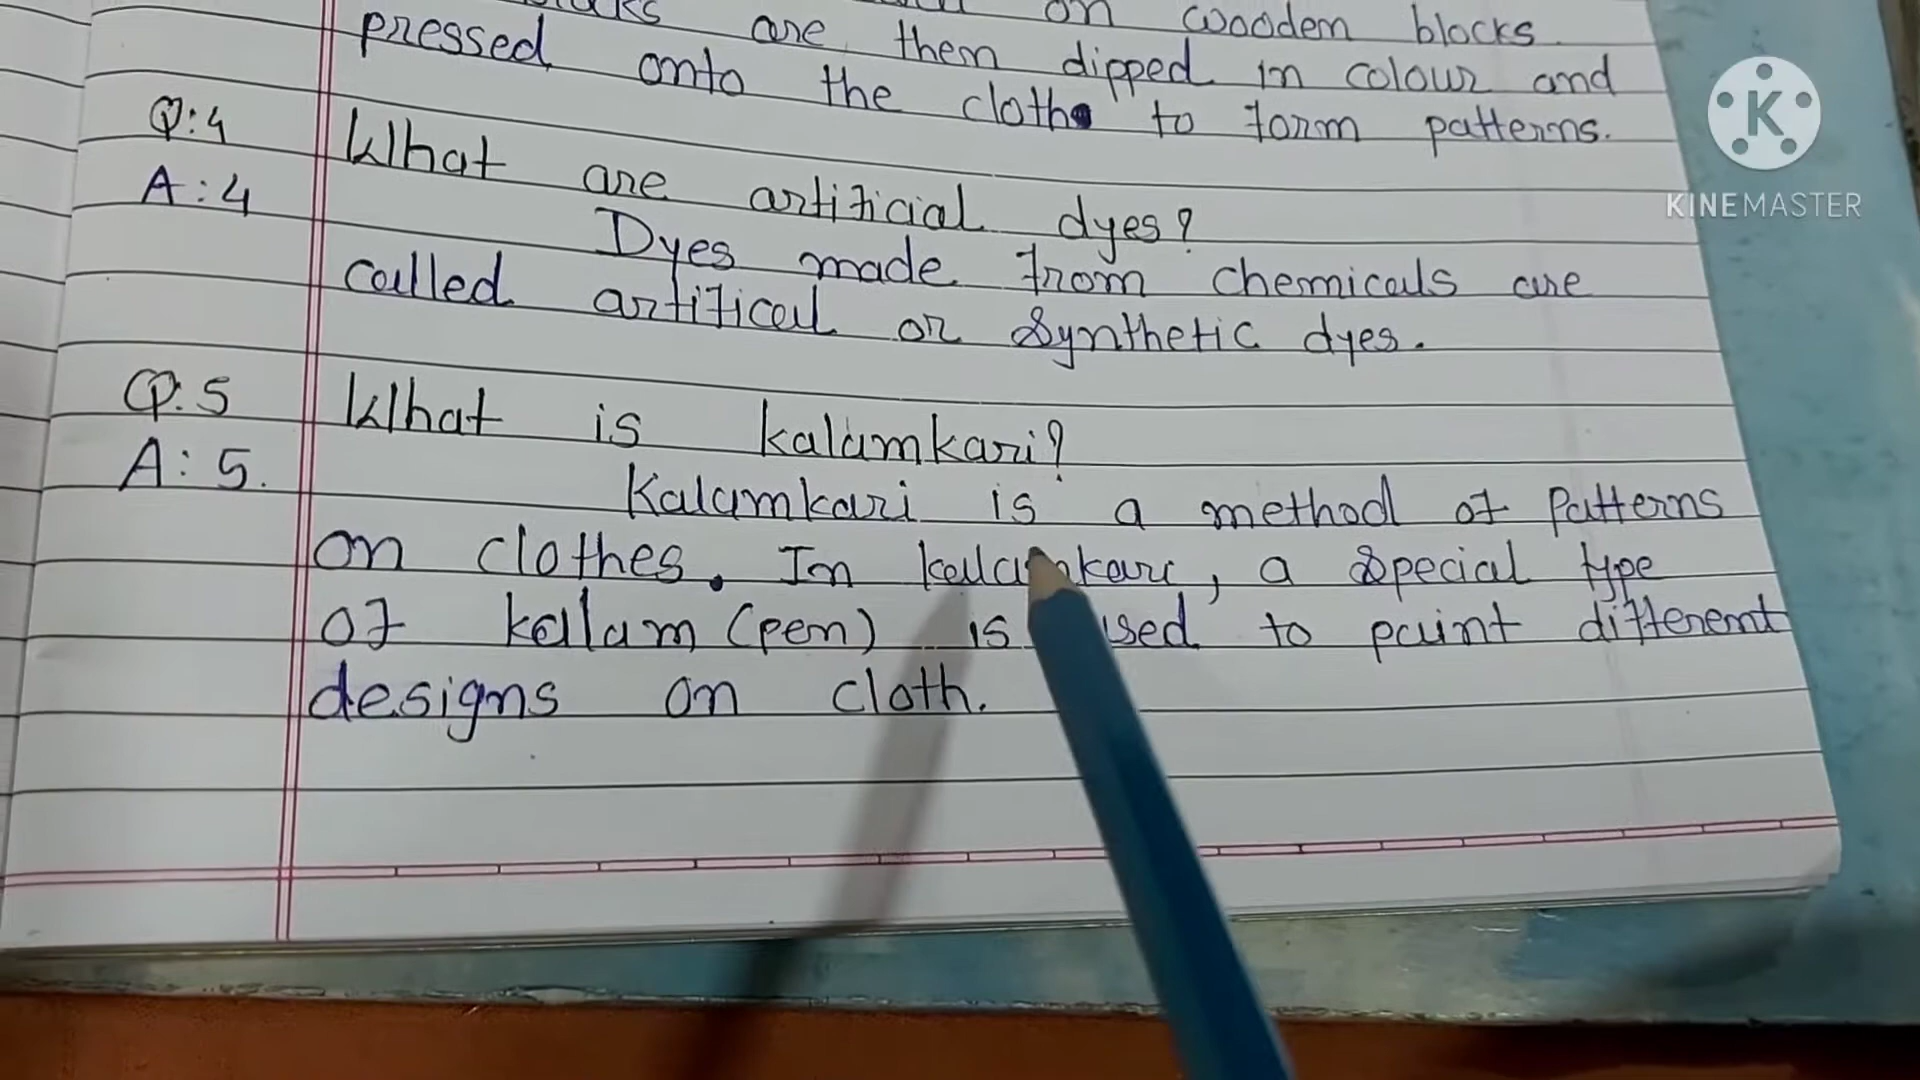 on wooden blocks.
are then dipped in colour and
pressed onto the cloth to form patterns.
Q:4 What are artificial dyes?
A:4 Dyes made from chemicals are
called artifical or synthetic dyes.
Q.5 What is kalamkari?
A:5. Kalamkari is a method of Patterns
on clothes. In kalamkari, a special type
of kallam (pen) is used to paint different
designs on cloth.
K
KINEMASTER